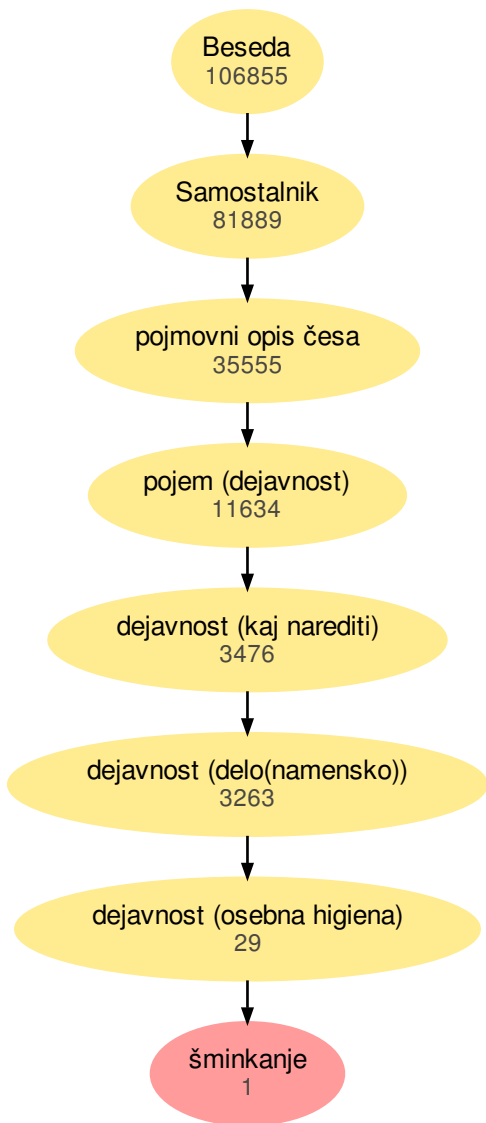 Beseda
106855
Samostalnik
81889
pojmovni opis česa
35555
pojem (dejavnost)
11634
dejavnost (kaj narediti)
3476
dejavnost (delo(namensko))
3263
dejavnost (osebna higiena)
29
šminkanje
1